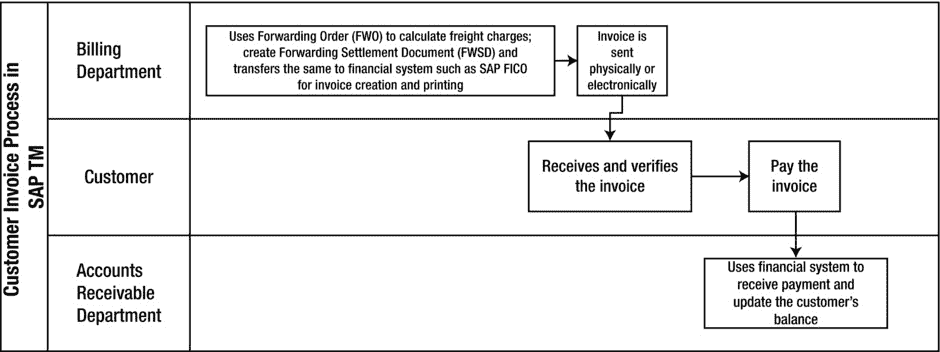 Customer Invoice Process in
SAP TM
Billing
Department
Uses Forwarding Order (FWO) to calculate freight charges;
create Forwarding Settlement Document (FWSD) and
transfers the same to financial system such as SAP FICO
for invoice creation and printing
Invoice is
sent
physically or
electronically
Customer
Receives and verifies
the invoice
Pay the
invoice
Accounts
Receivable
Department
Uses financial system to
receive payment and
update the customer's
balance